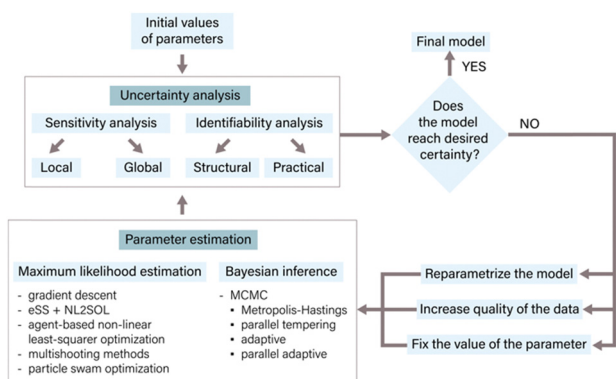 Initial values
of parameters
Final model
YES
Uncertainty analysis
Sensitivity analysis
Identifiability analysis
Local
Global
Structural
Practical
Does
the model
reach desired
certainty?
NO
Parameter estimation
Maximum likelihood estimation
- gradient descent
- eSS + NL2SOL
- agent-based non-linear
least-squarer optimization
- multishooting methods
- particle swam optimization
Bayesian inference
- MCMC
▪ Metropolis-Hastings
▪ parallel tempering
▪ adaptive
▪ parallel adaptive
Reparametrize the model
Increase quality of the data
Fix the value of the parameter